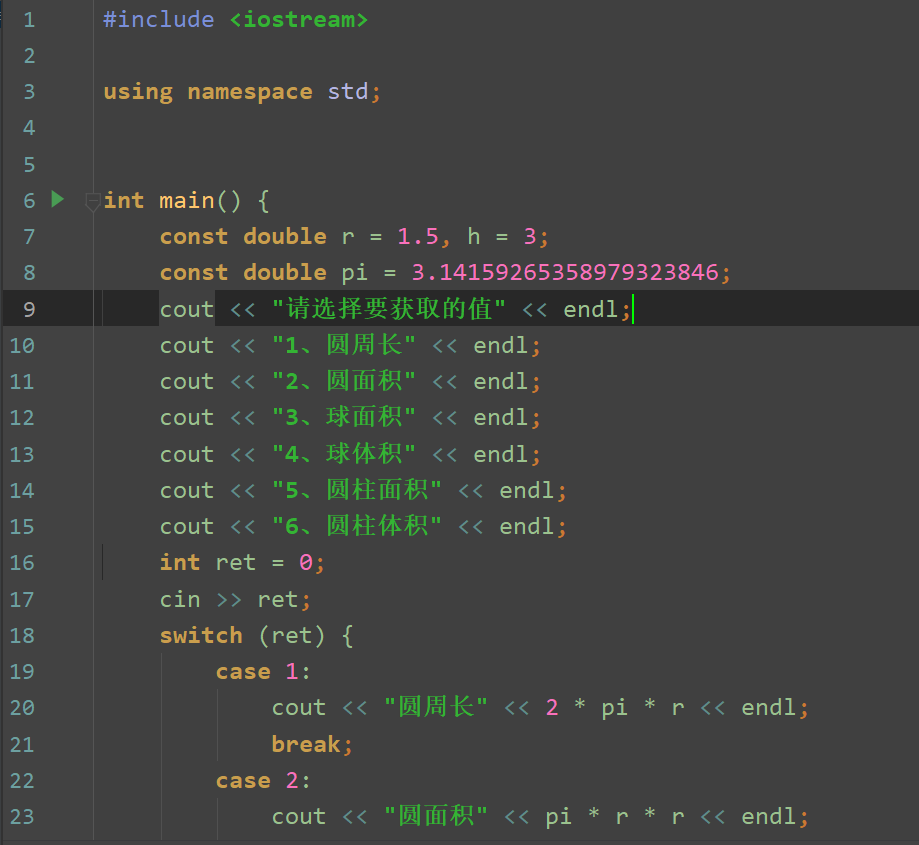 1 #include <iostream>
2
3 using namespace std;
4
5
6 int main() {
7 const double r = 1.5, h = 3;
8 const double pi = 3.14159265358979323846;
9 cout << "请选择要获取的值" << endl;
10 cout << "1、圆周长" << endl;
11 cout << "2、圆面积" << endl;
12 cout << "3、球面积" << endl;
13 cout << "4、球体积" << endl;
14 cout << "5、圆柱面积" << endl;
15 cout << "6、圆柱体积" << endl;
16 int ret = 0;
17 cin >> ret;
18 switch (ret) {
19 case 1:
20 cout << "圆周长" << 2 * pi * r << endl;
21 break;
22 case 2:
23 cout << "圆面积" << pi * r * r << endl;